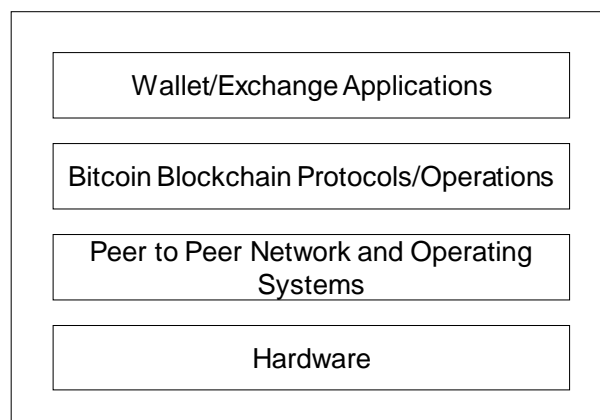 Wallet/Exchange Applications
Bitcoin Blockchain Protocols/Operations
Peer to Peer Network and Operating
Systems
Hardware